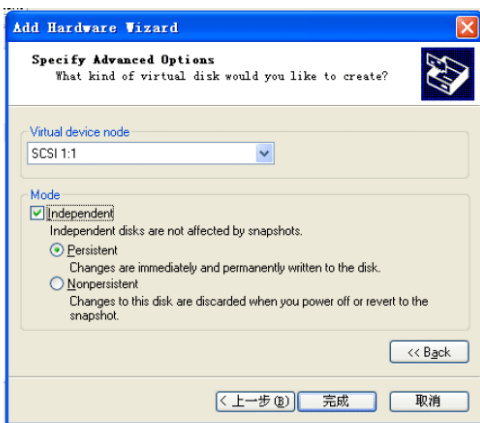 Add Hardware Wizard
Specify Advanced Options
What kind of virtual disk would you like to create?
Virtual device node
SCSI 1:1
Mode
Independent
Independent disks are not affected by snapshots.
Persistent
Changes are immediately and permanently written to the disk.
Nonpersistent
Changes to this disk are discarded when you power off or revert to the
snapshot.
<< Back
< 上一步(B)
完成
取消